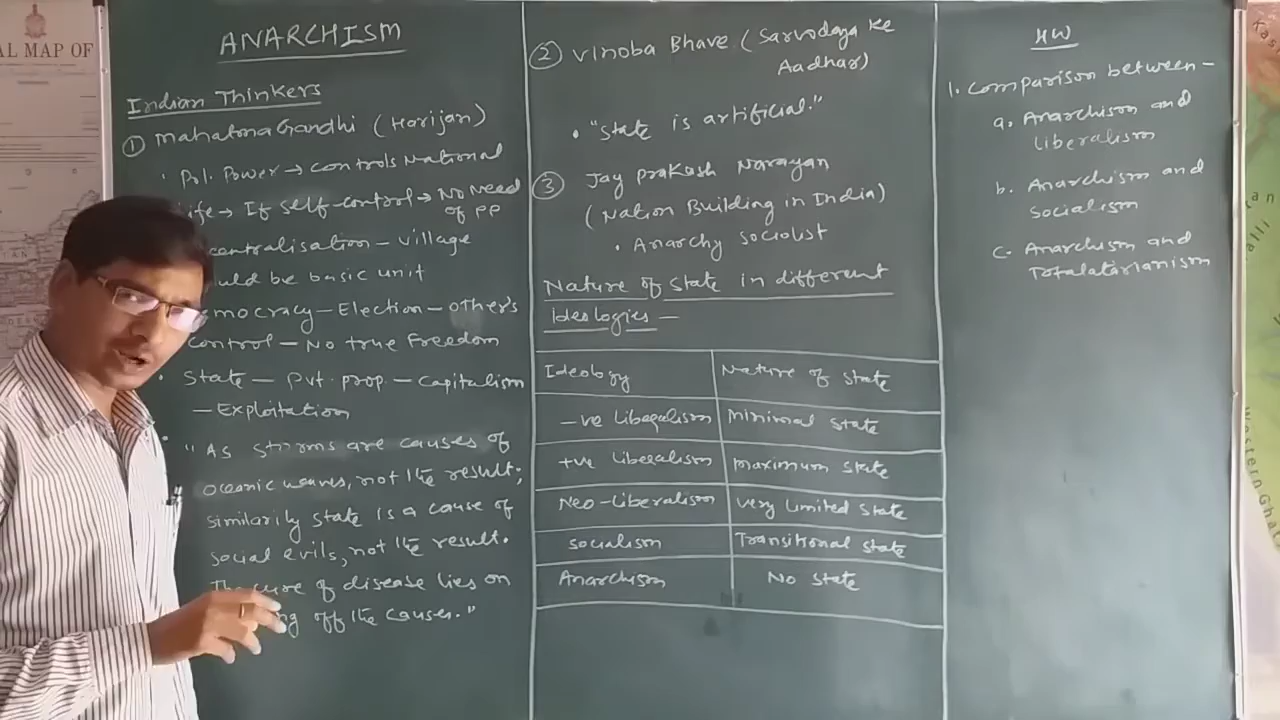 AL MAP OF
ANARCHISM
Indian Thinkers
① Mahatma Gandhi (Harijan)
• Pol. Power → controls National
life → If self-control → No Need
of PP
centralisation – village
uld be basic unit
mocracy – Election – other's
control – No true Freedom
• State – Pvt. prop. – Capitalism
– Exploitation
• "As storms are causes of
oceanic waves, not the result;
similarily state is a cause of
social evils, not the result.
The cure of disease lies on
ng off the causes."
② Vinoba Bhave (Sarvodaya Ke
Aadhar)
• "State is artificial."
③ Jay Prakash Narayan
(Nation Building in India)
• Anarchy Socialist
Nature of State in different
Ideologies –
Ideology Nature of State
-ve Liberalism Minimal State
+ve Liberalism Maximum State
Neo-Liberalism Very Limited State
Socialism Transitional State
Anarchism No State
HW
1. Comparison between –
a. Anarchism and
Liberalism
b. Anarchism and
Socialism
c. Anarchism and
Totalatarianism
Western Gha